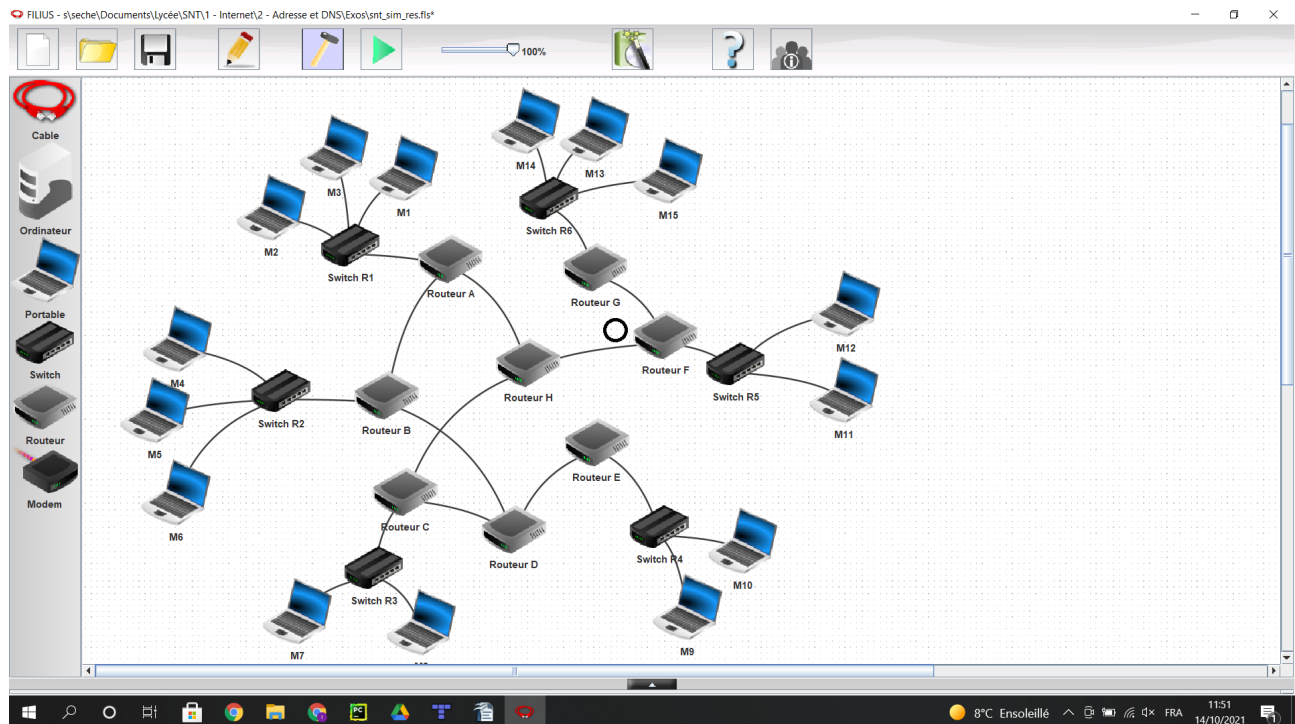 FILIUS - s\seche\Documents\Lycée\SNT\1 - Internet\2 - Adresse et DNS\Exos\snt_sim_res.fls*
100%
Cable
Ordinateur
Portable
Switch
Routeur
Modem
M14
M13
M15
M3
M1
M2
Switch R6
Switch R1
Routeur A
Routeur G
M12
M4
Routeur H
Routeur F
Switch R5
Switch R2
Routeur B
M11
M5
Routeur E
M6
Routeur C
Routeur D
Switch R4
M10
Switch R3
M7
M9
PC
8°C Ensoleillé
FRA
11:51
14/10/2021